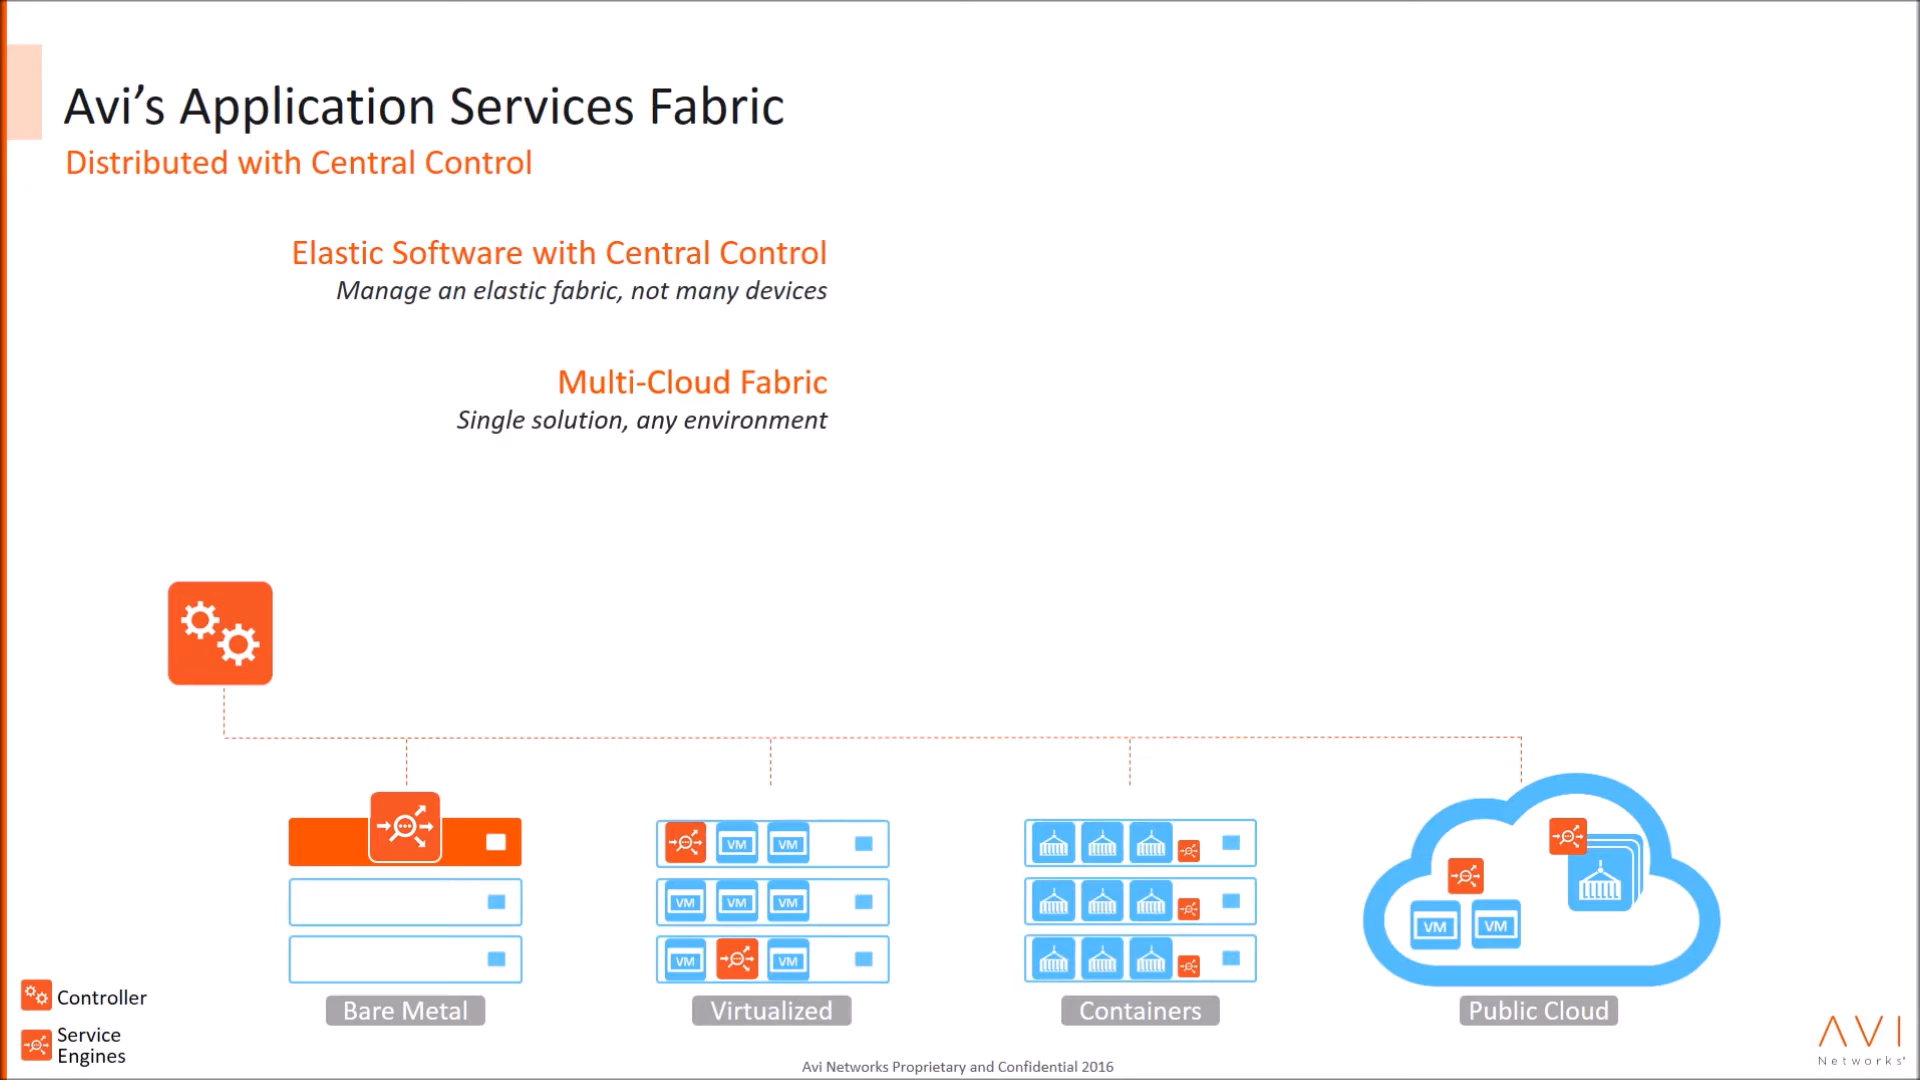 Avi’s Application Services Fabric
Distributed with Central Control
Elastic Software with Central Control
Manage an elastic fabric, not many devices
Multi-Cloud Fabric
Single solution, any environment
VM VM
VM VM VM
VM VM
VM VM
Bare Metal
Virtualized
Containers
Public Cloud
Controller
Service
Engines
Avi Networks Proprietary and Confidential 2016
AVI
Networks